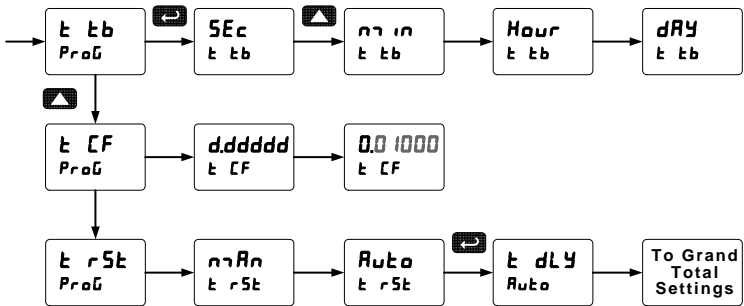 t tb
ProG
SEc
t tb
min
t tb
Hour
t tb
dAY
t tb
t CF
ProG
d.ddddd
t CF
0.01000
t CF
t rSt
ProG
mAn
t rSt
Auto
t rSt
t dLY
Auto
To Grand
Total
Settings